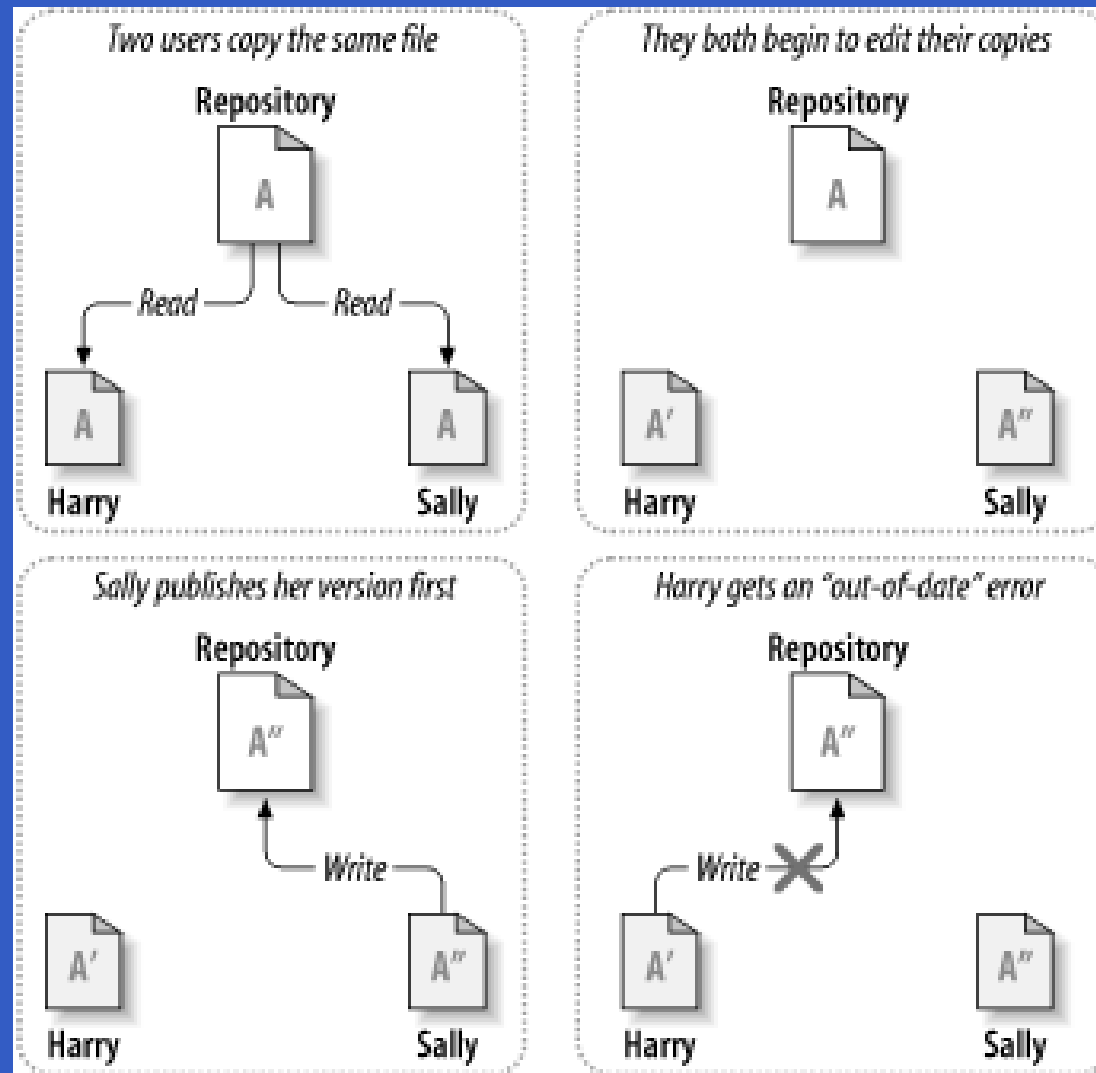 Two users copy the same file
Repository
A
Read
Read
A
A
Harry
Sally
They both begin to edit their copies
Repository
A
A'
A"
Harry
Sally
Sally publishes her version first
Repository
A"
Write
A'
A"
Harry
Sally
Harry gets an “out-of-date” error
Repository
A"
Write
A'
A"
Harry
Sally